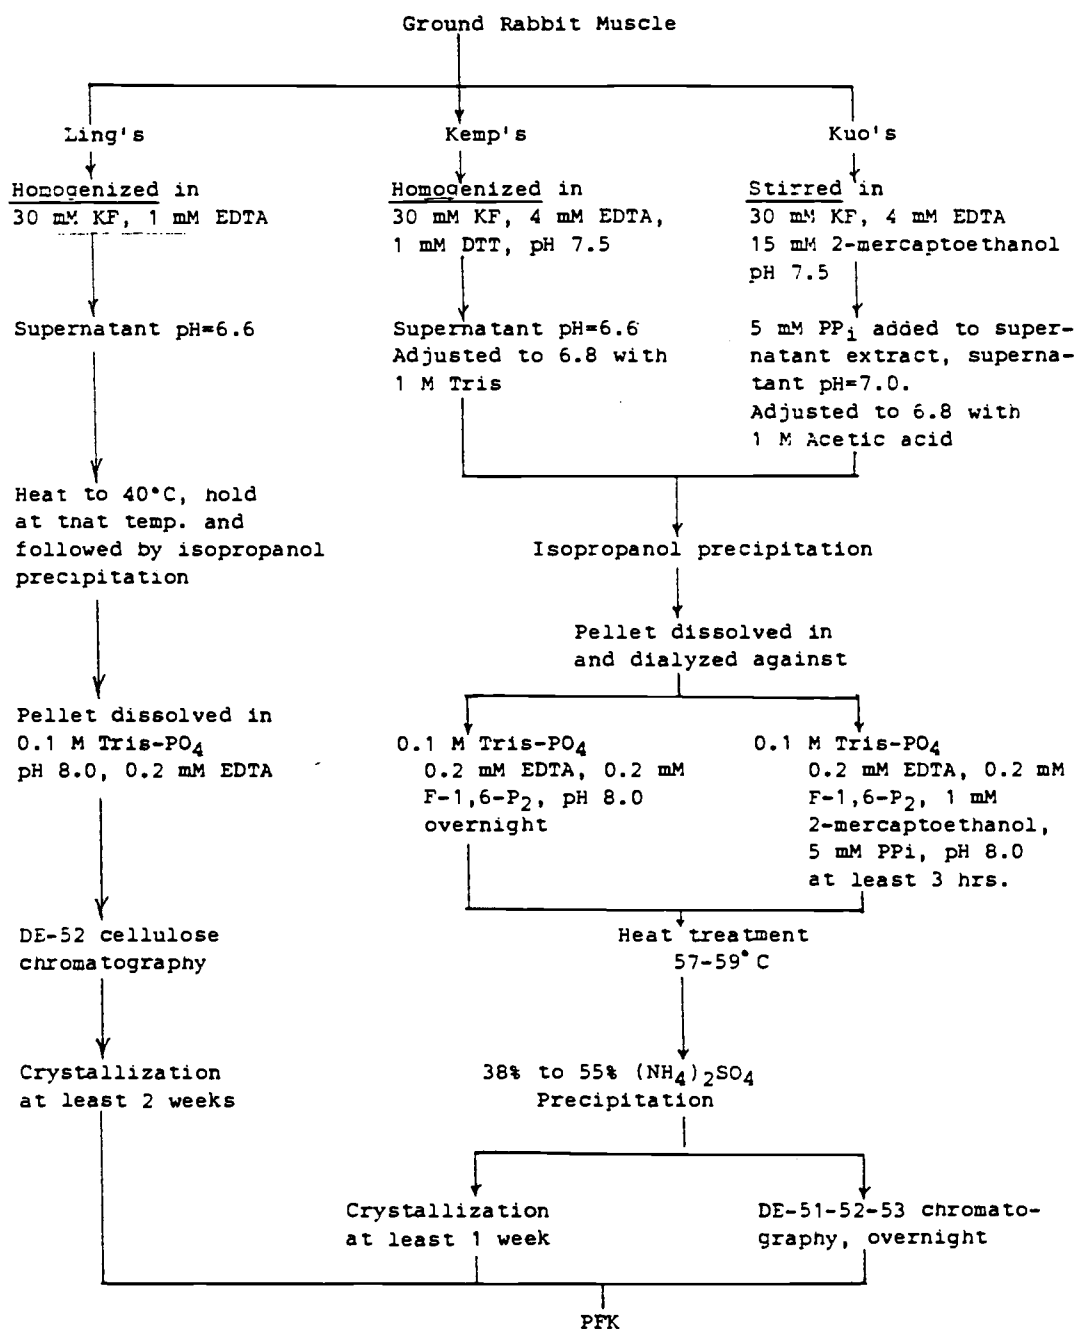 Ground Rabbit Muscle
Ling's
Kemp's
Kuo's
Homogenized in
30 mM KF, 1 mM EDTA
Homogenized in
30 mM KF, 4 mM EDTA,
1 mM DTT, pH 7.5
Stirred in
30 mM KF, 4 mM EDTA
15 mM 2-mercaptoethanol
pH 7.5
Supernatant pH=6.6
Supernatant pH=6.6
Adjusted to 6.8 with
1 M Tris
5 mM PPi added to super-
natant extract, superna-
tant pH=7.0.
Adjusted to 6.8 with
1 M Acetic acid
Heat to 40°C, hold
at tnat temp. and
followed by isopropanol
precipitation
Isopropanol precipitation
Pellet dissolved in
and dialyzed against
Pellet dissolved in
0.1 M Tris-PO4
pH 8.0, 0.2 mM EDTA
0.1 M Tris-PO4
0.2 mM EDTA, 0.2 mM
F-1,6-P2, pH 8.0
overnight
0.1 M Tris-PO4
0.2 mM EDTA, 0.2 mM
F-1,6-P2, 1 mM
2-mercaptoethanol,
5 mM PPi, pH 8.0
at least 3 hrs.
DE-52 cellulose
chromatography
Heat treatment
57-59°C
Crystallization
at least 2 weeks
38% to 55% (NH4)2SO4
Precipitation
Crystallization
at least 1 week
DE-51-52-53 chromato-
graphy, overnight
PFK